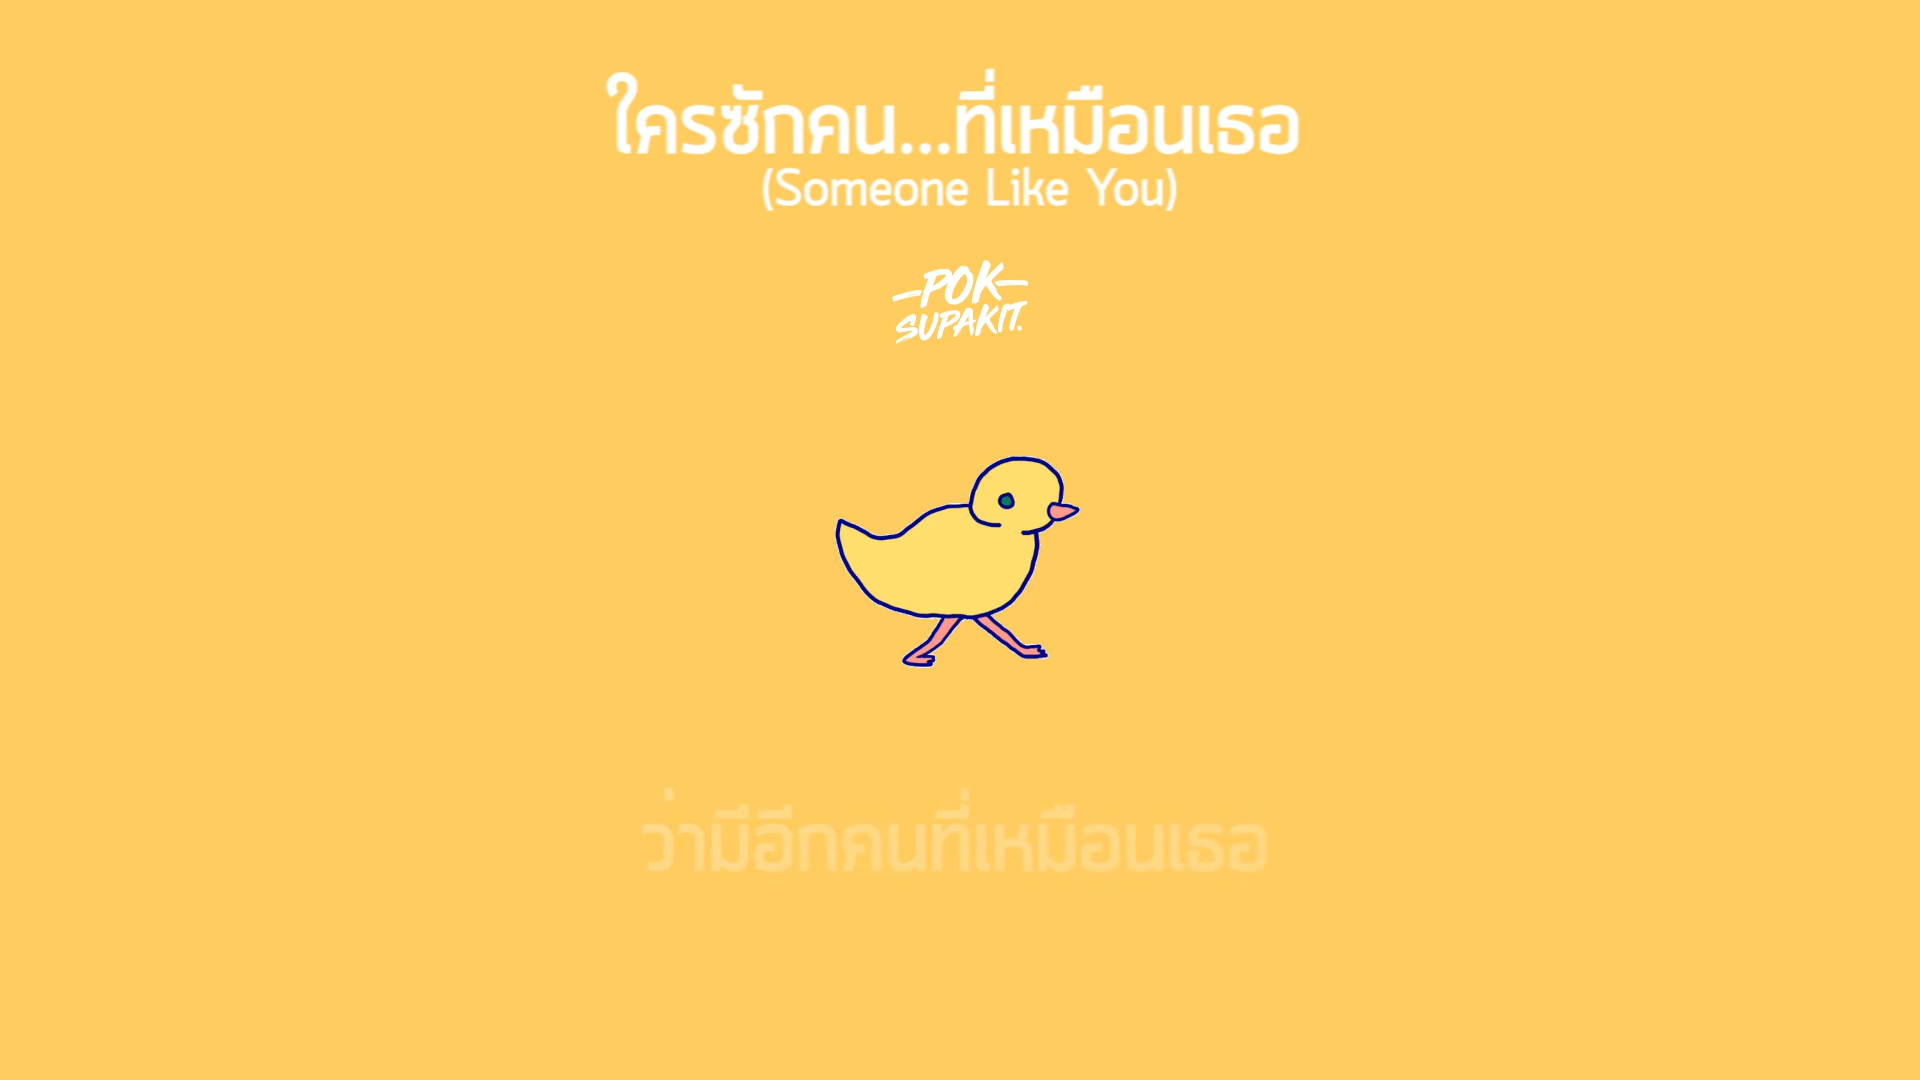 ใครซักคน...ที่เหมือนเธอ
(Someone Like You)
POK
SUPAKIT.
ว่ามีอีกคนที่เหมือนเธอ